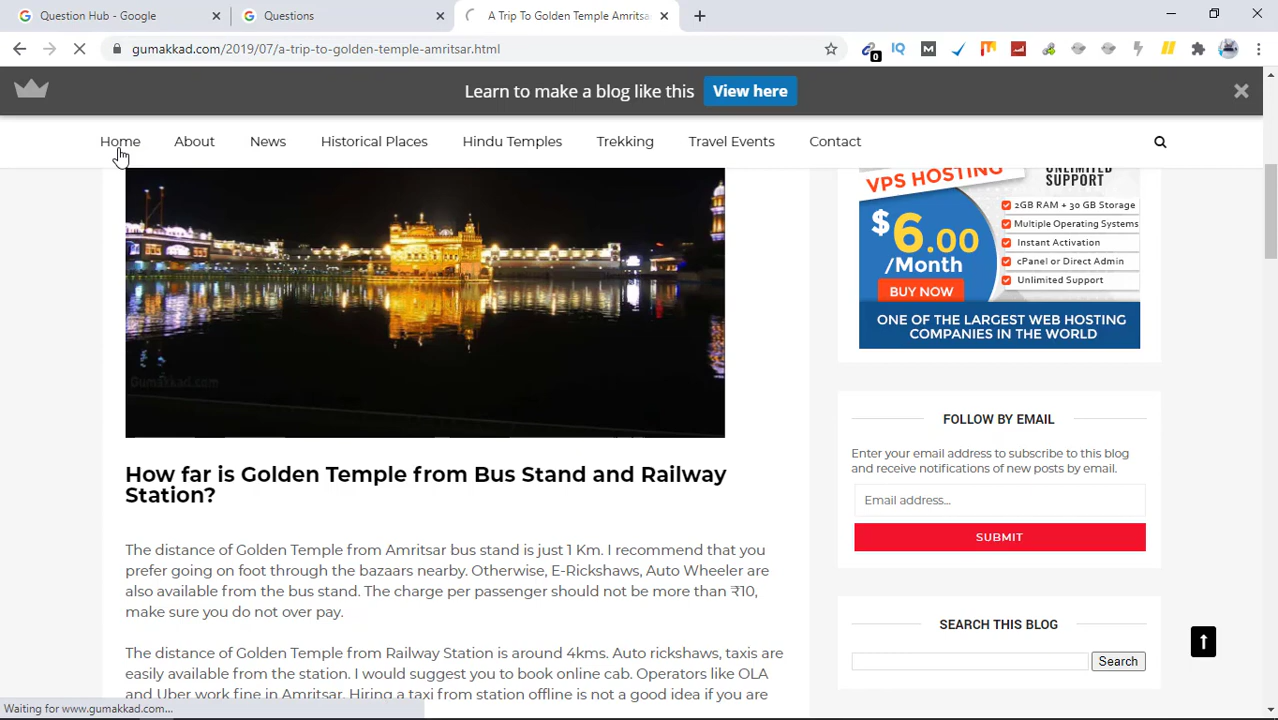 Question Hub - Google
Questions
A Trip To Golden Temple Amritsa
gumakkad.com/2019/07/a-trip-to-golden-temple-amritsar.html
0
IQ
M
Learn to make a blog like this
View here
Home
About
News
Historical Places
Hindu Temples
Trekking
Travel Events
Contact
Gumakkad.com
VPS HOSTING
UNLIMITED
SUPPORT
$6.00
/Month
BUY NOW
2GB RAM + 30 GB Storage
Multiple Operating Systems
Instant Activation
cPanel or Direct Admin
Unlimited Support
ONE OF THE LARGEST WEB HOSTING
COMPANIES IN THE WORLD
FOLLOW BY EMAIL
Enter your email address to subscribe to this blog
and receive notifications of new posts by email.
Email address...
SUBMIT
How far is Golden Temple from Bus Stand and Railway
Station?
The distance of Golden Temple from Amritsar bus stand is just 1 Km. I recommend that you
prefer going on foot through the bazaars nearby. Otherwise, E-Rickshaws, Auto Wheeler are
also available from the bus stand. The charge per passenger should not be more than ₹10,
make sure you do not over pay.
The distance of Golden Temple from Railway Station is around 4kms. Auto rickshaws, taxis are
easily available from the station. I would suggest you to book online cab. Operators like OLA
and Uber work fine in Amritsar. Hiring a taxi from station offline is not a good idea if you are
SEARCH THIS BLOG
Search
Waiting for www.gumakkad.com...